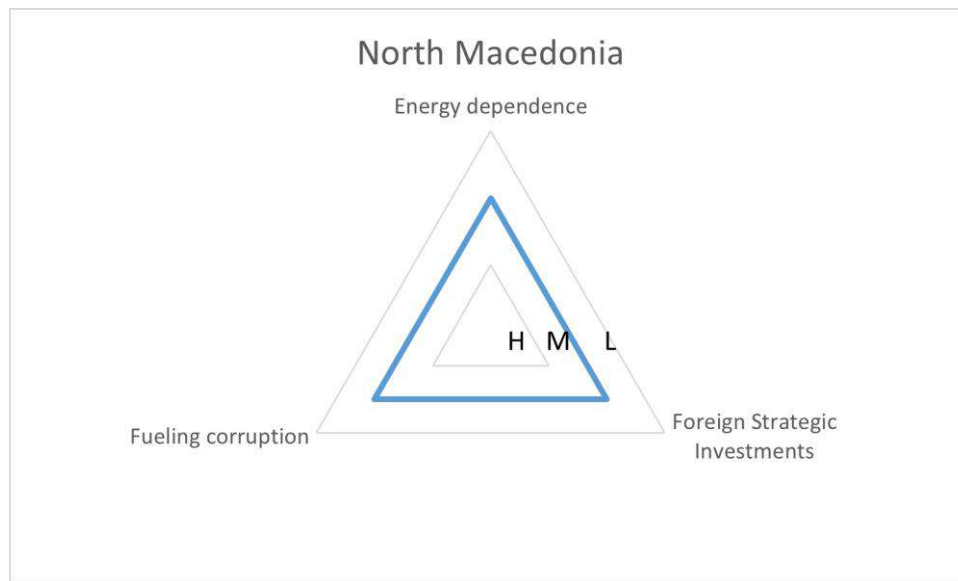 North Macedonia
Energy dependence
H M L
Fueling corruption
Foreign Strategic
Investments